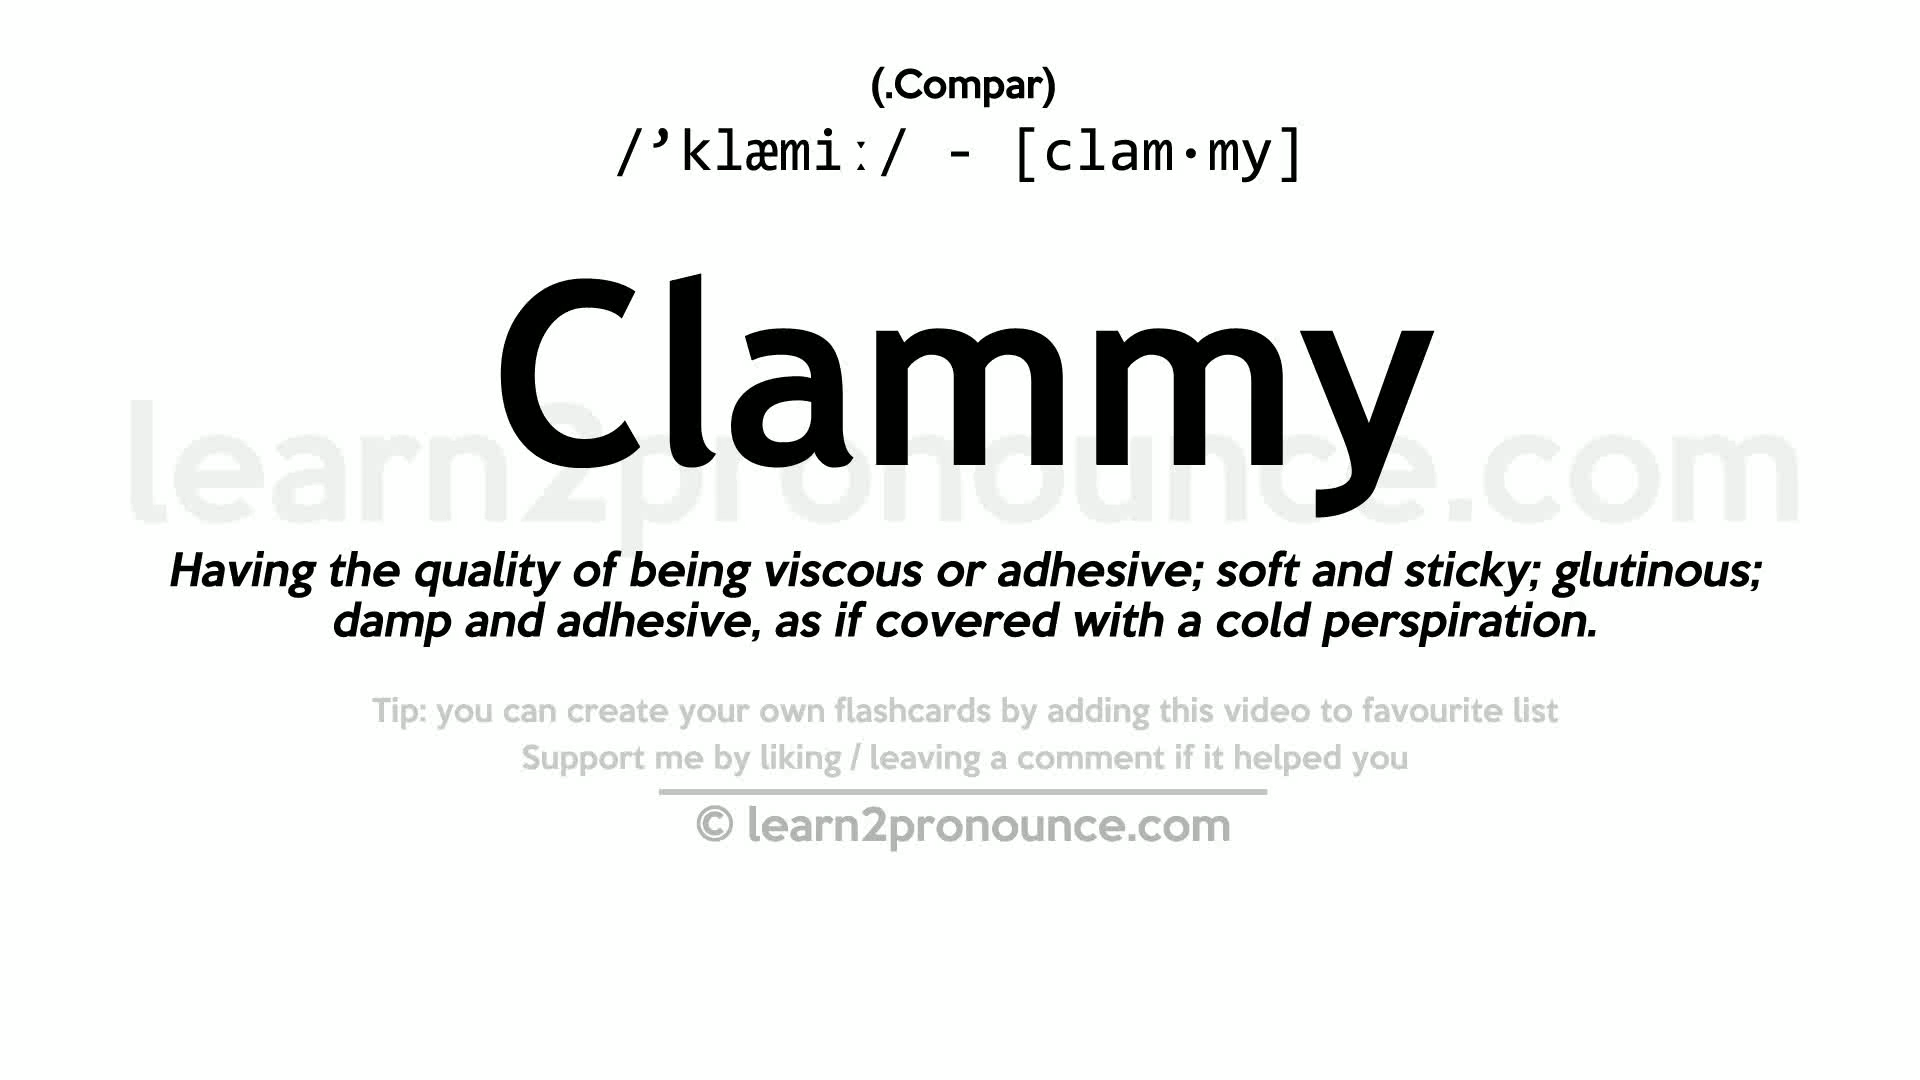 (.Compar)
/’klæmiː/ - [clam·my]
Clammy
learn2pronounce.com
Having the quality of being viscous or adhesive; soft and sticky; glutinous;
damp and adhesive, as if covered with a cold perspiration.
Tip: you can create your own flashcards by adding this video to favourite list
Support me by liking / leaving a comment if it helped you
© learn2pronounce.com